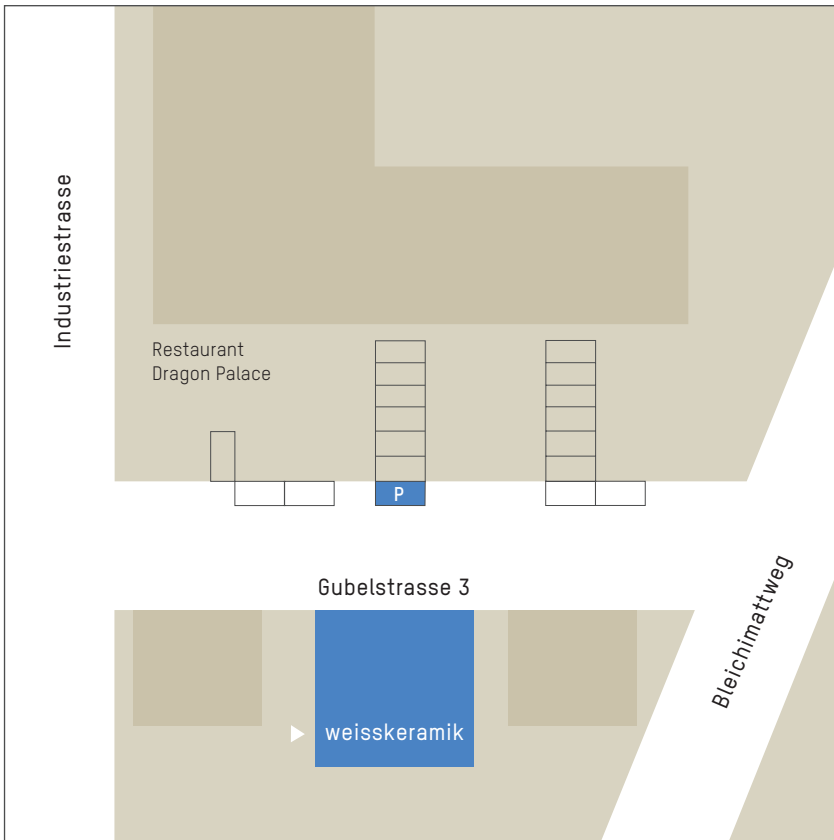 Industriestrasse
Restaurant
Dragon Palace
P
Gubelstrasse 3
weisskeramik
Bleichimattweg